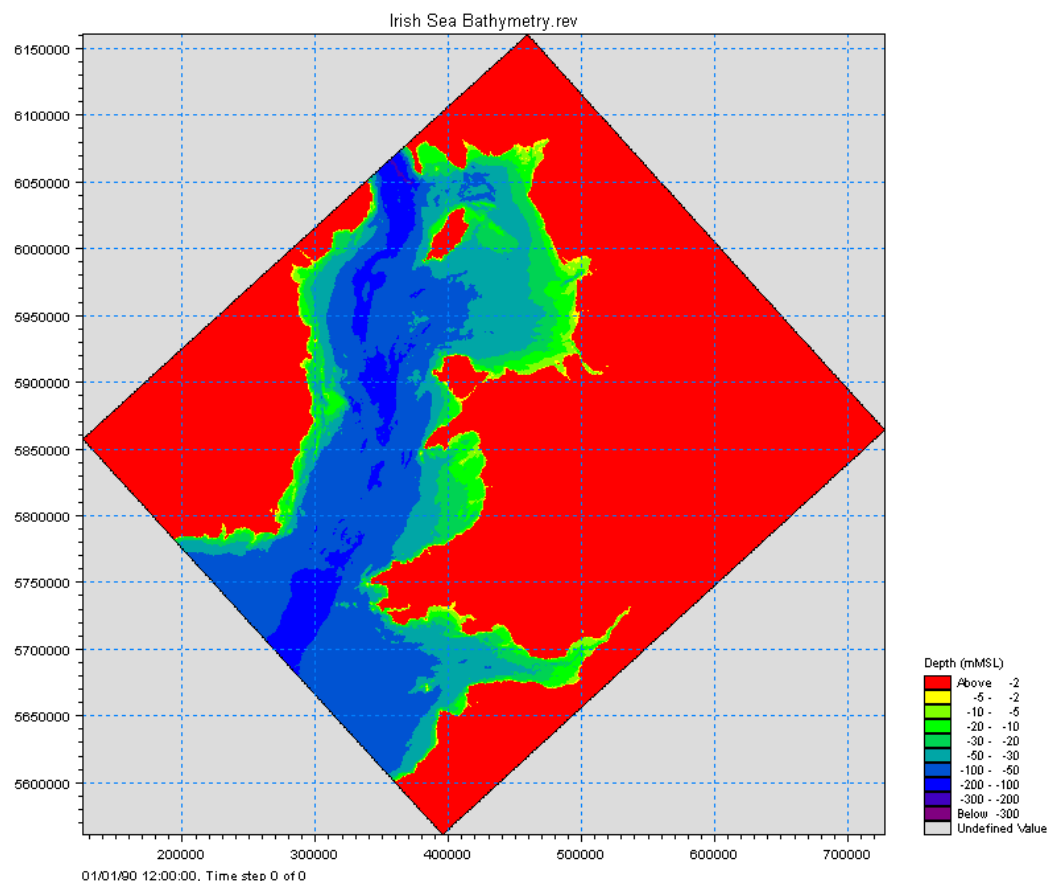 Irish Sea Bathymetry.rev
6150000
6100000
6050000
6000000
5950000
5900000
5850000
5800000
5750000
5700000
5650000
5600000
200000 300000 400000 500000 600000 700000
01/01/90 12:00:00, Time step 0 of 0
Depth (mMSL)
Above -2
-5 - -2
-10 - -5
-20 - -10
-30 - -20
-50 - -30
-100 - -50
-200 - -100
-300 - -200
Below -300
Undefined Value